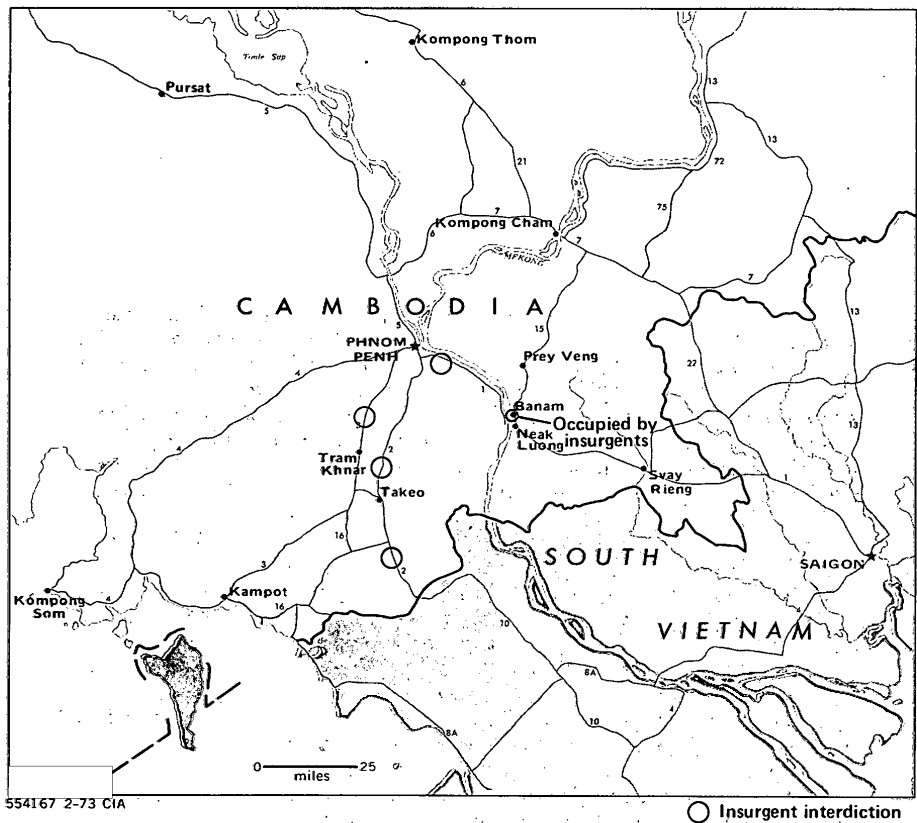 Kompong Thom
Tonle Sap
13
Pursat
6
5
13
21
72
75
7
Kompong Cham
6
7
MEKONG
7
CAMBODIA
5
15
13
PHNOM
PENH
Prey Veng
22
4
1
Banam
Occupied by
insurgents
Neak
Luong
3
4
13
2
Tram
Khnar
Svay
Rieng
1
Takeo
16
SOUTH
SAIGON
3
2
Kompong
Som
4
Kampot
16
10
VIETNAM
8A
4
10
8A
0 25
miles
554167 2-73 CIA
Insurgent interdiction